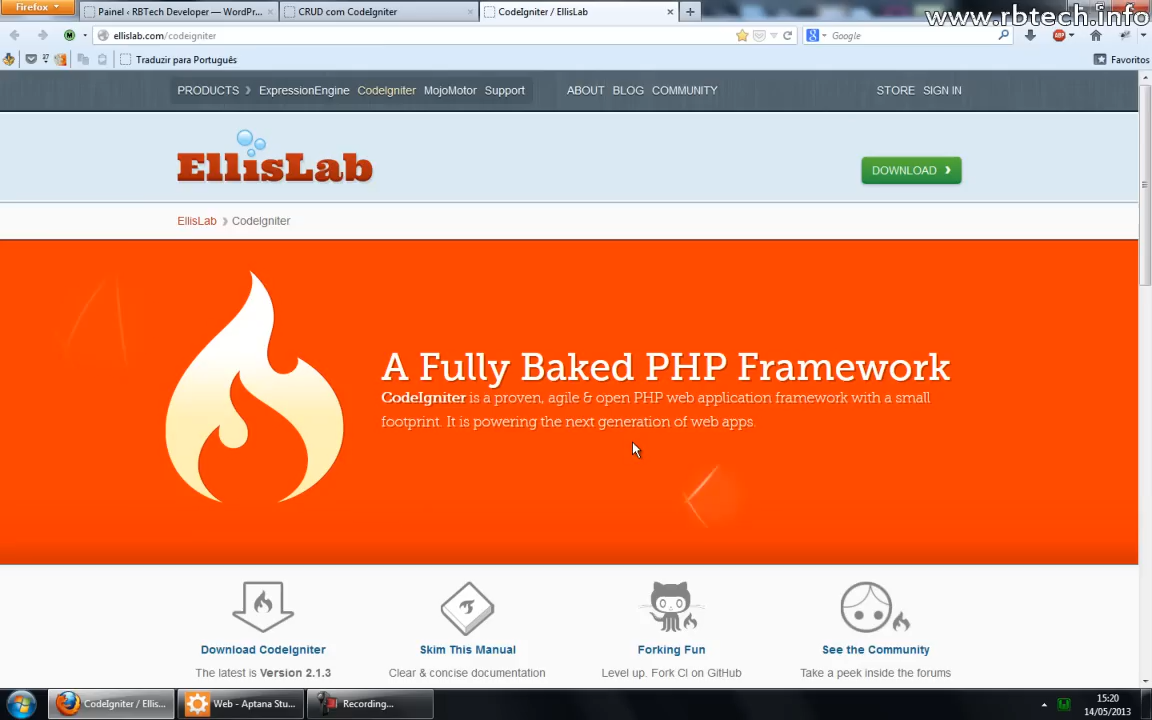 Firefox
Painel ‹ RBTech Developer — WordPr...
CRUD com CodeIgniter
CodeIgniter / EllisLab
www.rbtech.info
ellislab.com/codeigniter
Google
Traduzir para Português
Favoritos
PRODUCTS
ExpressionEngine
CodeIgniter
MojoMotor
Support
ABOUT
BLOG
COMMUNITY
STORE
SIGN IN
EllisLab
DOWNLOAD
EllisLab
CodeIgniter
A Fully Baked PHP Framework
CodeIgniter is a proven, agile & open PHP web application framework with a small
footprint. It is powering the next generation of web apps.
Download CodeIgniter
Skim This Manual
Forking Fun
See the Community
The latest is Version 2.1.3
Clear & concise documentation
Level up. Fork CI on GitHub
Take a peek inside the forums
CodeIgniter / Ellis...
Web - Aptana Stu...
Recording...
15:20
14/05/2013